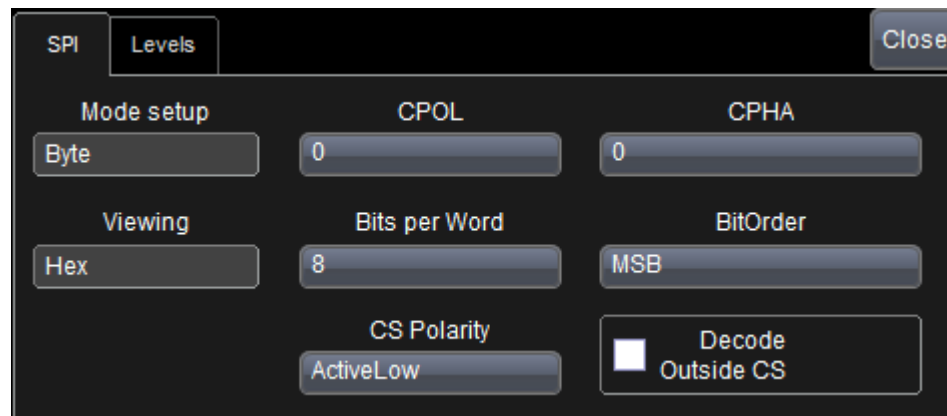 SPI
Levels
Close
Mode setup
CPOL
CPHA
Byte
0
0
Viewing
Bits per Word
BitOrder
Hex
8
MSB
CS Polarity
Decode
Outside CS
ActiveLow